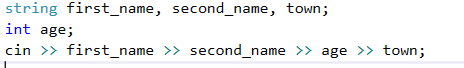 string first_name, second_name, town;
int age;
cin >> first_name >> second_name >> age >> town;